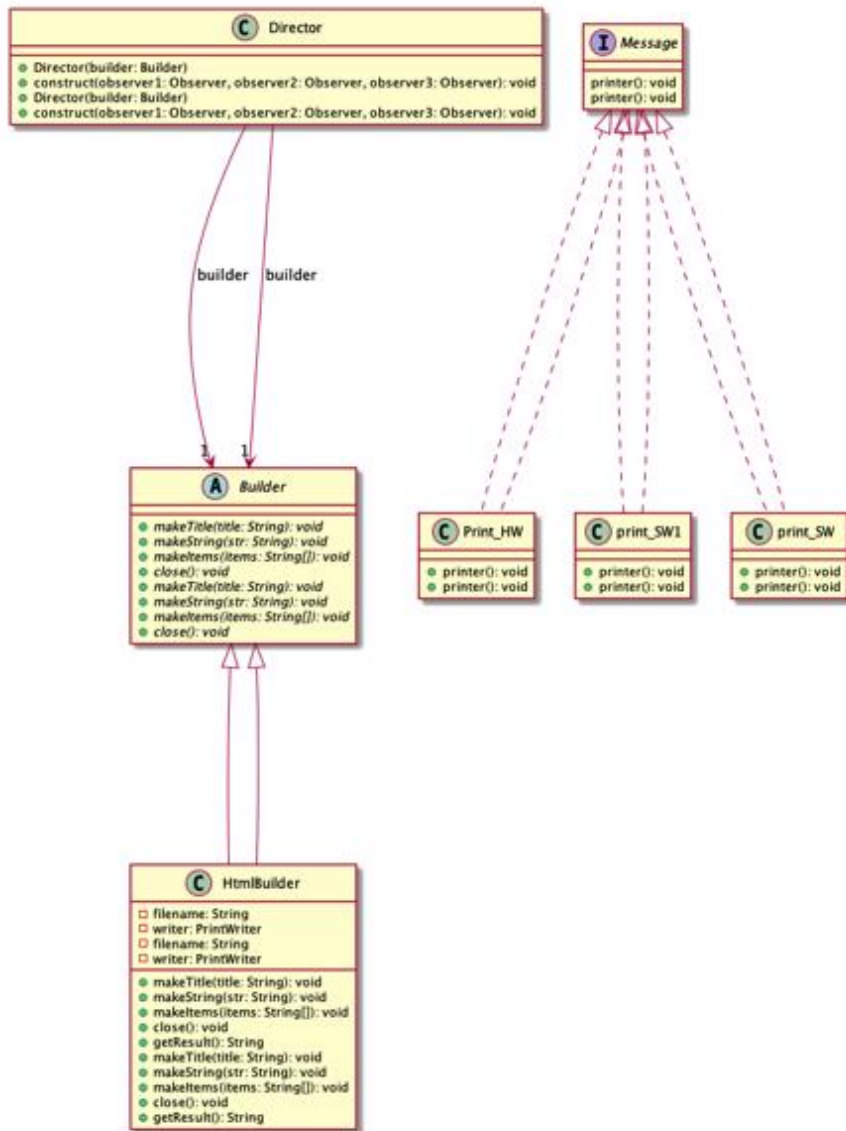 C Director
Director(builder: Builder)
construct(observer1: Observer, observer2: Observer, observer3: Observer): void
Director(builder: Builder)
construct(observer1: Observer, observer2: Observer, observer3: Observer): void
I Message
printer(): void
printer(): void
builder
builder
1
1
A Builder
makeTitle(title: String): void
makeString(str: String): void
makeItems(items: String[]): void
close(): void
makeTitle(title: String): void
makeString(str: String): void
makeItems(items: String[]): void
close(): void
C Print_HW
printer(): void
printer(): void
C print_SW1
printer(): void
printer(): void
C print_SW
printer(): void
printer(): void
C HtmlBuilder
filename: String
writer: PrintWriter
filename: String
writer: PrintWriter
makeTitle(title: String): void
makeString(str: String): void
makeItems(items: String[]): void
close(): void
getResult(): String
makeTitle(title: String): void
makeString(str: String): void
makeItems(items: String[]): void
close(): void
getResult(): String